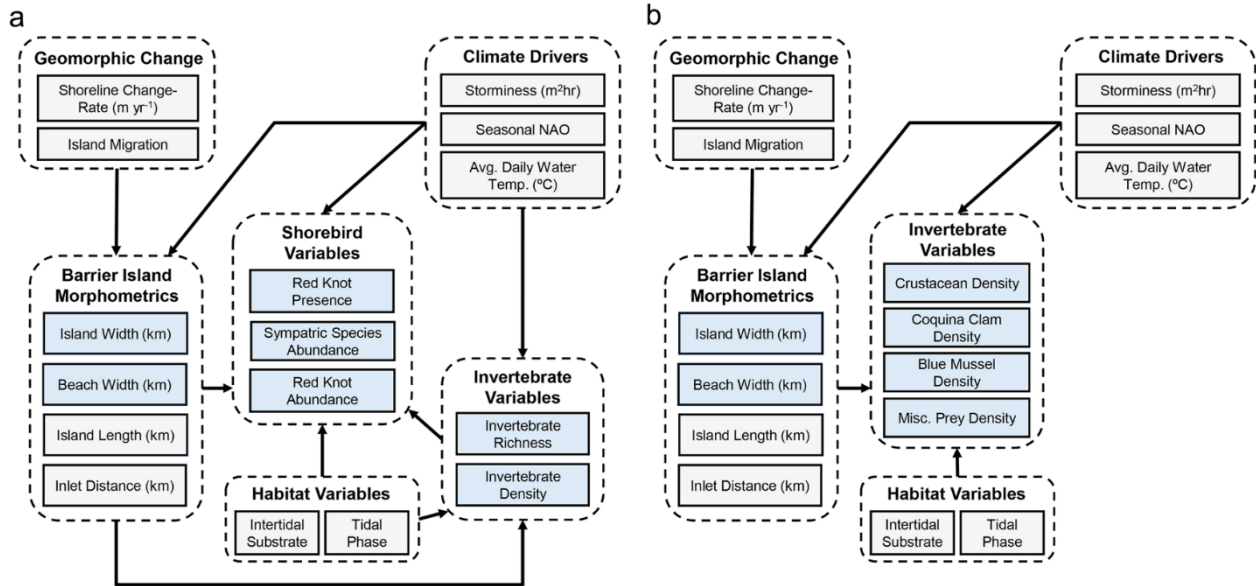 a
Geomorphic Change
Shoreline Change-
Rate (m yr⁻¹)
Island Migration
Climate Drivers
Storminess (m²hr)
Seasonal NAO
Avg. Daily Water
Temp. (ºC)
Shorebird
Variables
Red Knot
Presence
Sympatric Species
Abundance
Red Knot
Abundance
Barrier Island
Morphometrics
Island Width (km)
Beach Width (km)
Island Length (km)
Inlet Distance (km)
Invertebrate
Variables
Invertebrate
Richness
Invertebrate
Density
Habitat Variables
Intertidal
Substrate
Tidal
Phase
b
Geomorphic Change
Shoreline Change-
Rate (m yr⁻¹)
Island Migration
Climate Drivers
Storminess (m²hr)
Seasonal NAO
Avg. Daily Water
Temp. (ºC)
Invertebrate
Variables
Crustacean Density
Coquina Clam
Density
Blue Mussel
Density
Misc. Prey Density
Barrier Island
Morphometrics
Island Width (km)
Beach Width (km)
Island Length (km)
Inlet Distance (km)
Habitat Variables
Intertidal
Substrate
Tidal
Phase